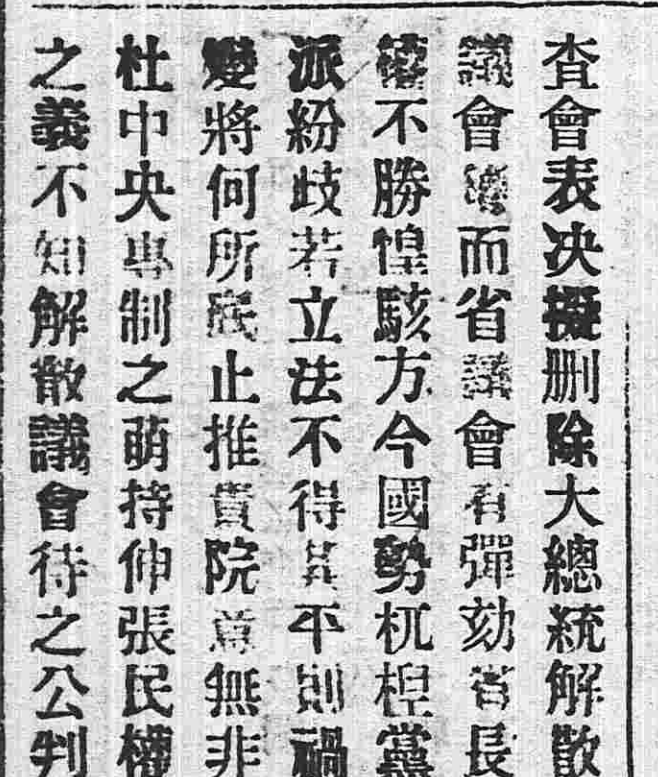 査會表决擬刪除大總統解散
議會權而省議會有彈劾省長
權不勝惶駭方今國勢杌棿黨
派紛歧若立法不得其平則禍
變將何所底止推貴院意無非
杜中央專制之萌持伸張民權
之義不知解散議會待之公判